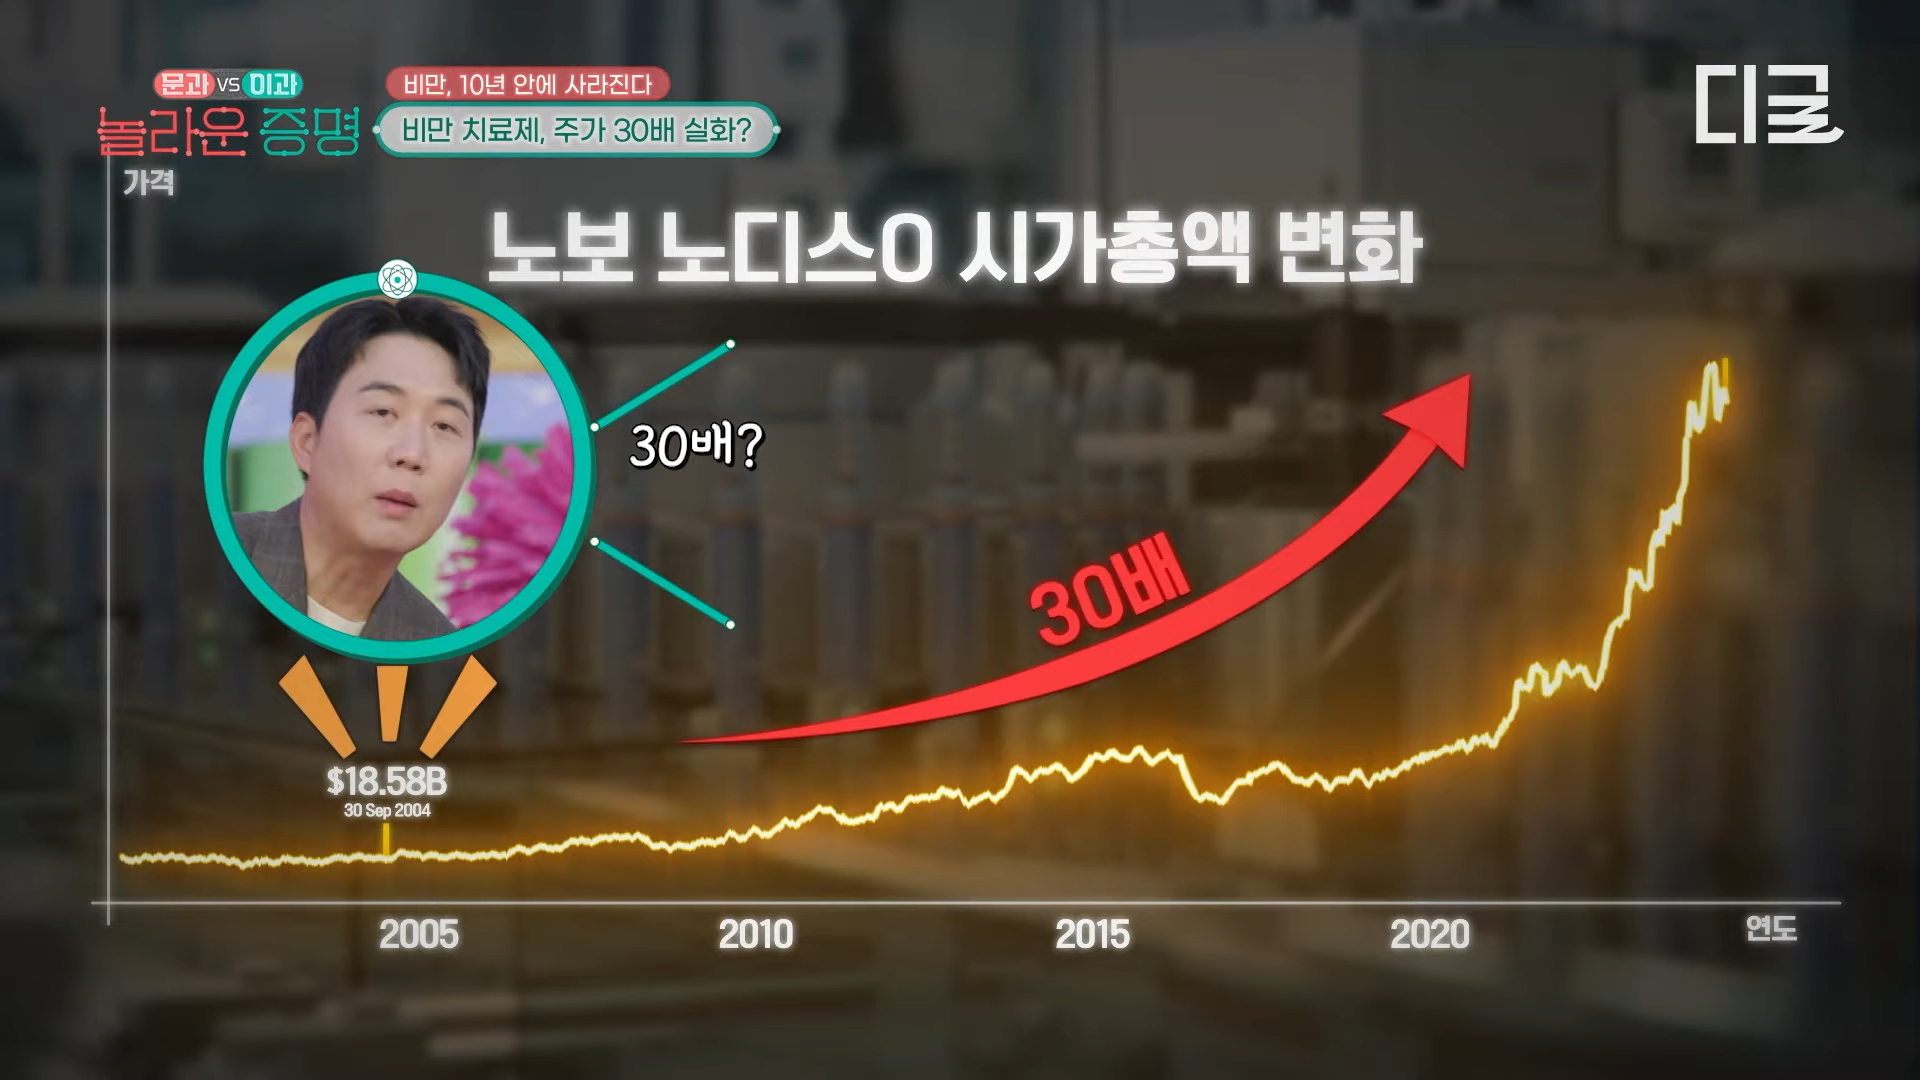 문과 VS 이과
놀라운 증명
비만, 10년 안에 사라진다
비만 치료제, 주가 30배 실화?
디글
가격
노보 노디스O 시가총액 변화
30배?
30배
$18.58B
30 Sep 2004
2005
2010
2015
2020
연도